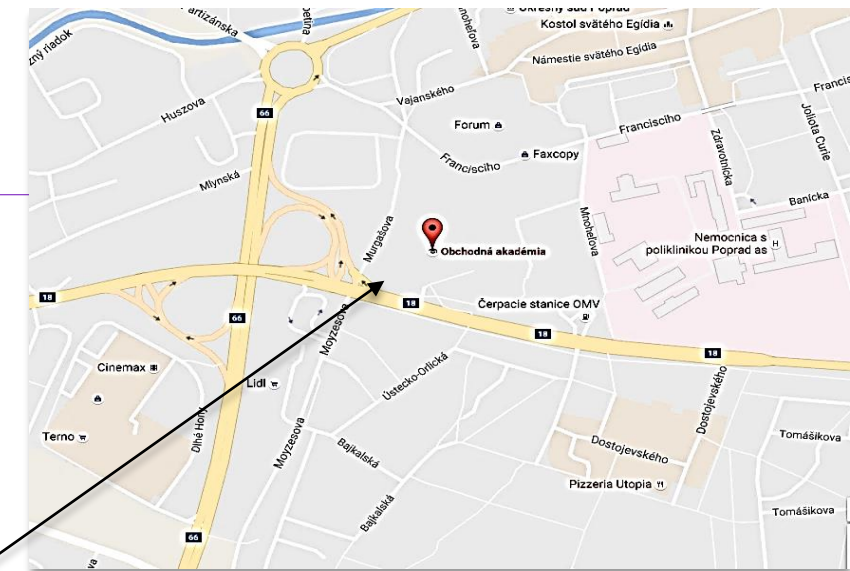 Partizánska
Okresný súd Poprad
Kostol svätého Egídia
Námestie svätého Egídia
Huszova
66
Vajanského
Forum
Francisciho
Faxcopy
Francisciho
Zdravotnícka
Joliota Curie
Mlynská
Banícka
Murgašova
Mnoheľova
Obchodná akadémia
Nemocnica s
poliklinikou Poprad as
18
18
Čerpacie stanice OMV
66
Moyzesova
18
18
Cinemax
Lidl
Ústecko-Orlická
Dostojevského
Terno
Dlhé Hony
Moyzesova
Bajkalská
Dostojevského
Tomášikova
Pizzeria Utopia
Bajkalská
Tomášikova
66